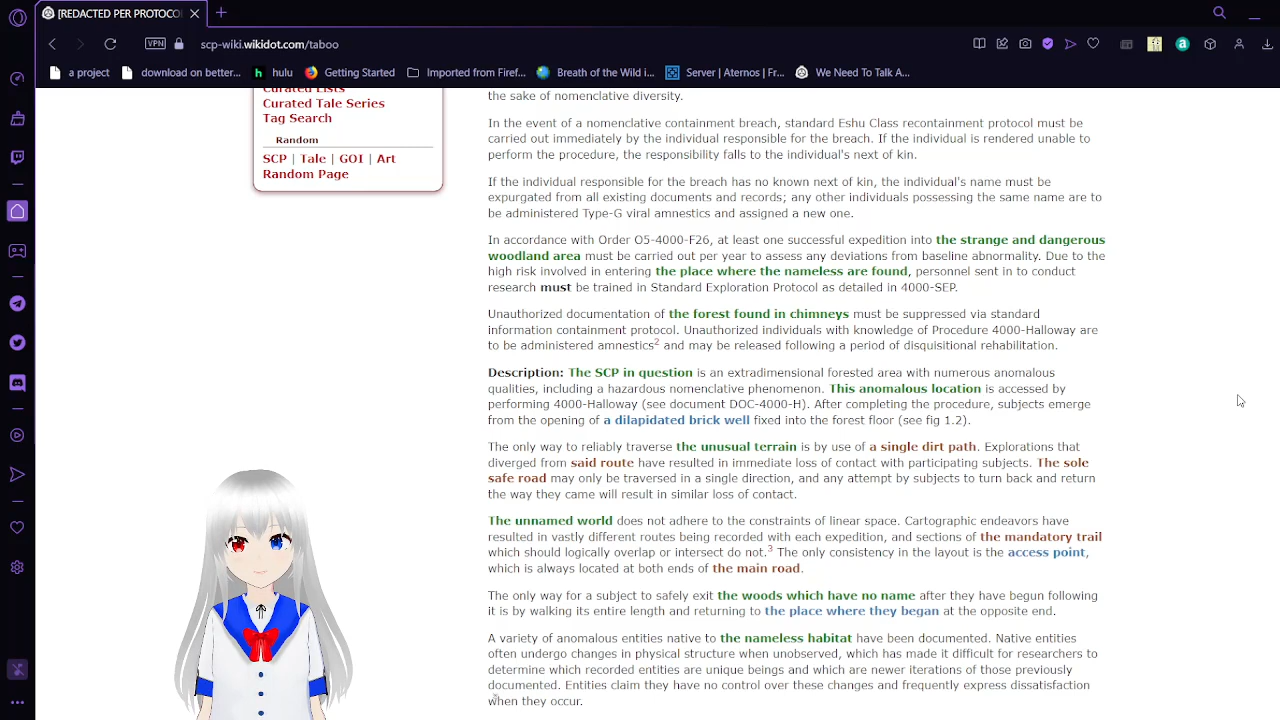 [REDACTED PER PROTOCO
VPN
scp-wiki.wikidot.com/taboo
a project
download on better...
hulu
Getting Started
Imported from Firef...
Breath of the Wild i...
Server | Aternos | Fr...
We Need To Talk A...
Curated Lists
Curated Tale Series
Tag Search
Random
SCP | Tale | GOI | Art
Random Page
the sake of nomenclative diversity.
In the event of a nomenclative containment breach, standard Eshu Class recontainment protocol must be
carried out immediately by the individual responsible for the breach. If the individual is rendered unable to
perform the procedure, the responsibility falls to the individual's next of kin.
If the individual responsible for the breach has no known next of kin, the individual's name must be
expurgated from all existing documents and records; any other individuals possessing the same name are to
be administered Type-G viral amnestics and assigned a new one.
In accordance with Order O5-4000-F26, at least one successful expedition into the strange and dangerous
woodland area must be carried out per year to assess any deviations from baseline abnormality. Due to the
high risk involved in entering the place where the nameless are found, personnel sent in to conduct
research must be trained in Standard Exploration Protocol as detailed in 4000-SEP.
Unauthorized documentation of the forest found in chimneys must be suppressed via standard
information containment protocol. Unauthorized individuals with knowledge of Procedure 4000-Halloway are
to be administered amnestics2 and may be released following a period of disquisitional rehabilitation.
Description: The SCP in question is an extradimensional forested area with numerous anomalous
qualities, including a hazardous nomenclative phenomenon. This anomalous location is accessed by
performing 4000-Halloway (see document DOC-4000-H). After completing the procedure, subjects emerge
from the opening of a dilapidated brick well fixed into the forest floor (see fig 1.2).
The only way to reliably traverse the unusual terrain is by use of a single dirt path. Explorations that
diverged from said route have resulted in immediate loss of contact with participating subjects. The sole
safe road may only be traversed in a single direction, and any attempt by subjects to turn back and return
the way they came will result in similar loss of contact.
The unnamed world does not adhere to the constraints of linear space. Cartographic endeavors have
resulted in vastly different routes being recorded with each expedition, and sections of the mandatory trail
which should logically overlap or intersect do not.3 The only consistency in the layout is the access point,
which is always located at both ends of the main road.
The only way for a subject to safely exit the woods which have no name after they have begun following
it is by walking its entire length and returning to the place where they began at the opposite end.
A variety of anomalous entities native to the nameless habitat have been documented. Native entities
often undergo changes in physical structure when unobserved, which has made it difficult for researchers to
determine which recorded entities are unique beings and which are newer iterations of those previously
documented. Entities claim they have no control over these changes and frequently express dissatisfaction
when they occur.